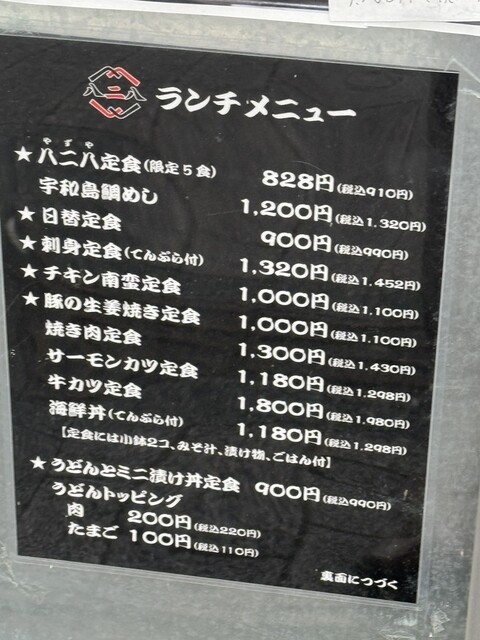 八二八
ランチメニュー
やずや
★八二八定食(限定5食) 828円(税込910円)
宇和島鯛めし 1,200円(税込1,320円)
★日替定食 900円(税込990円)
★刺身定食(てんぷら付) 1,320円(税込1,452円)
★チキン南蛮定食 1,000円(税込1,100円)
★豚の生姜焼き定食 1,000円(税込1,100円)
焼き肉定食 1,300円(税込1,430円)
サーモンカツ定食 1,180円(税込1,298円)
牛カツ定食 1,800円(税込1,980円)
海鮮丼(てんぷら付) 1,180円(税込1,298円)
【定食には小鉢2コ、みそ汁、漬け物、ごはん付】
★うどんとミニ漬け丼定食 900円(税込990円)
うどんトッピング
肉 200円(税込220円)
たまご 100円(税込110円)
裏面につづく